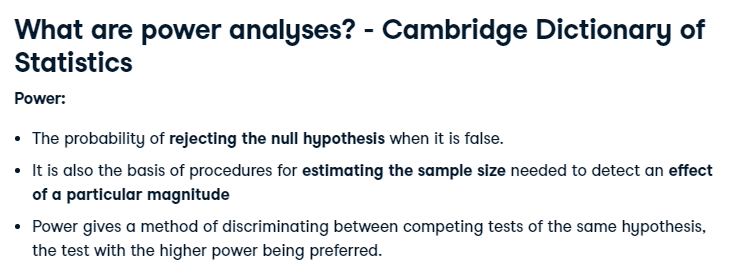 What are power analyses? - Cambridge Dictionary of
Statistics
Power:
• The probability of rejecting the null hypothesis when it is false.
• It is also the basis of procedures for estimating the sample size needed to detect an effect
of a particular magnitude
• Power gives a method of discriminating between competing tests of the same hypothesis,
the test with the higher power being preferred.